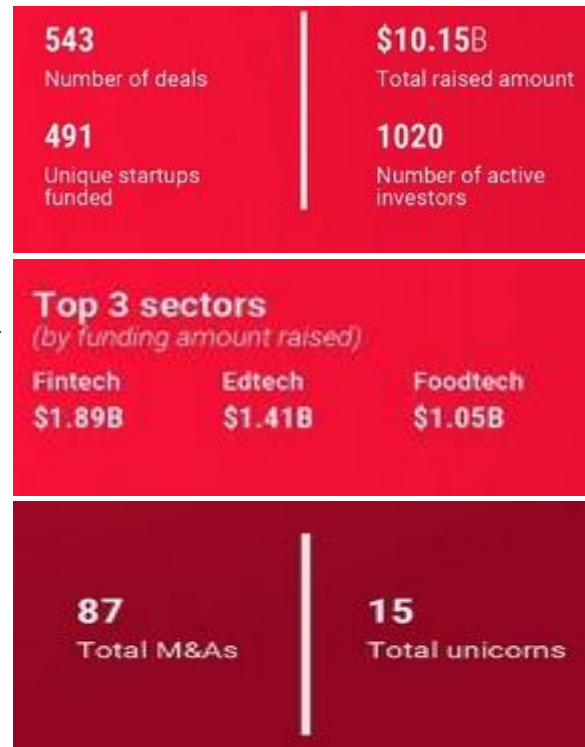 543
Number of deals
$10.15B
Total raised amount
491
Unique startups
funded
1020
Number of active
investors
Top 3 sectors
(by funding amount raised)
Fintech
$1.89B
Edtech
$1.41B
Foodtech
$1.05B
87
Total M&As
15
Total unicorns